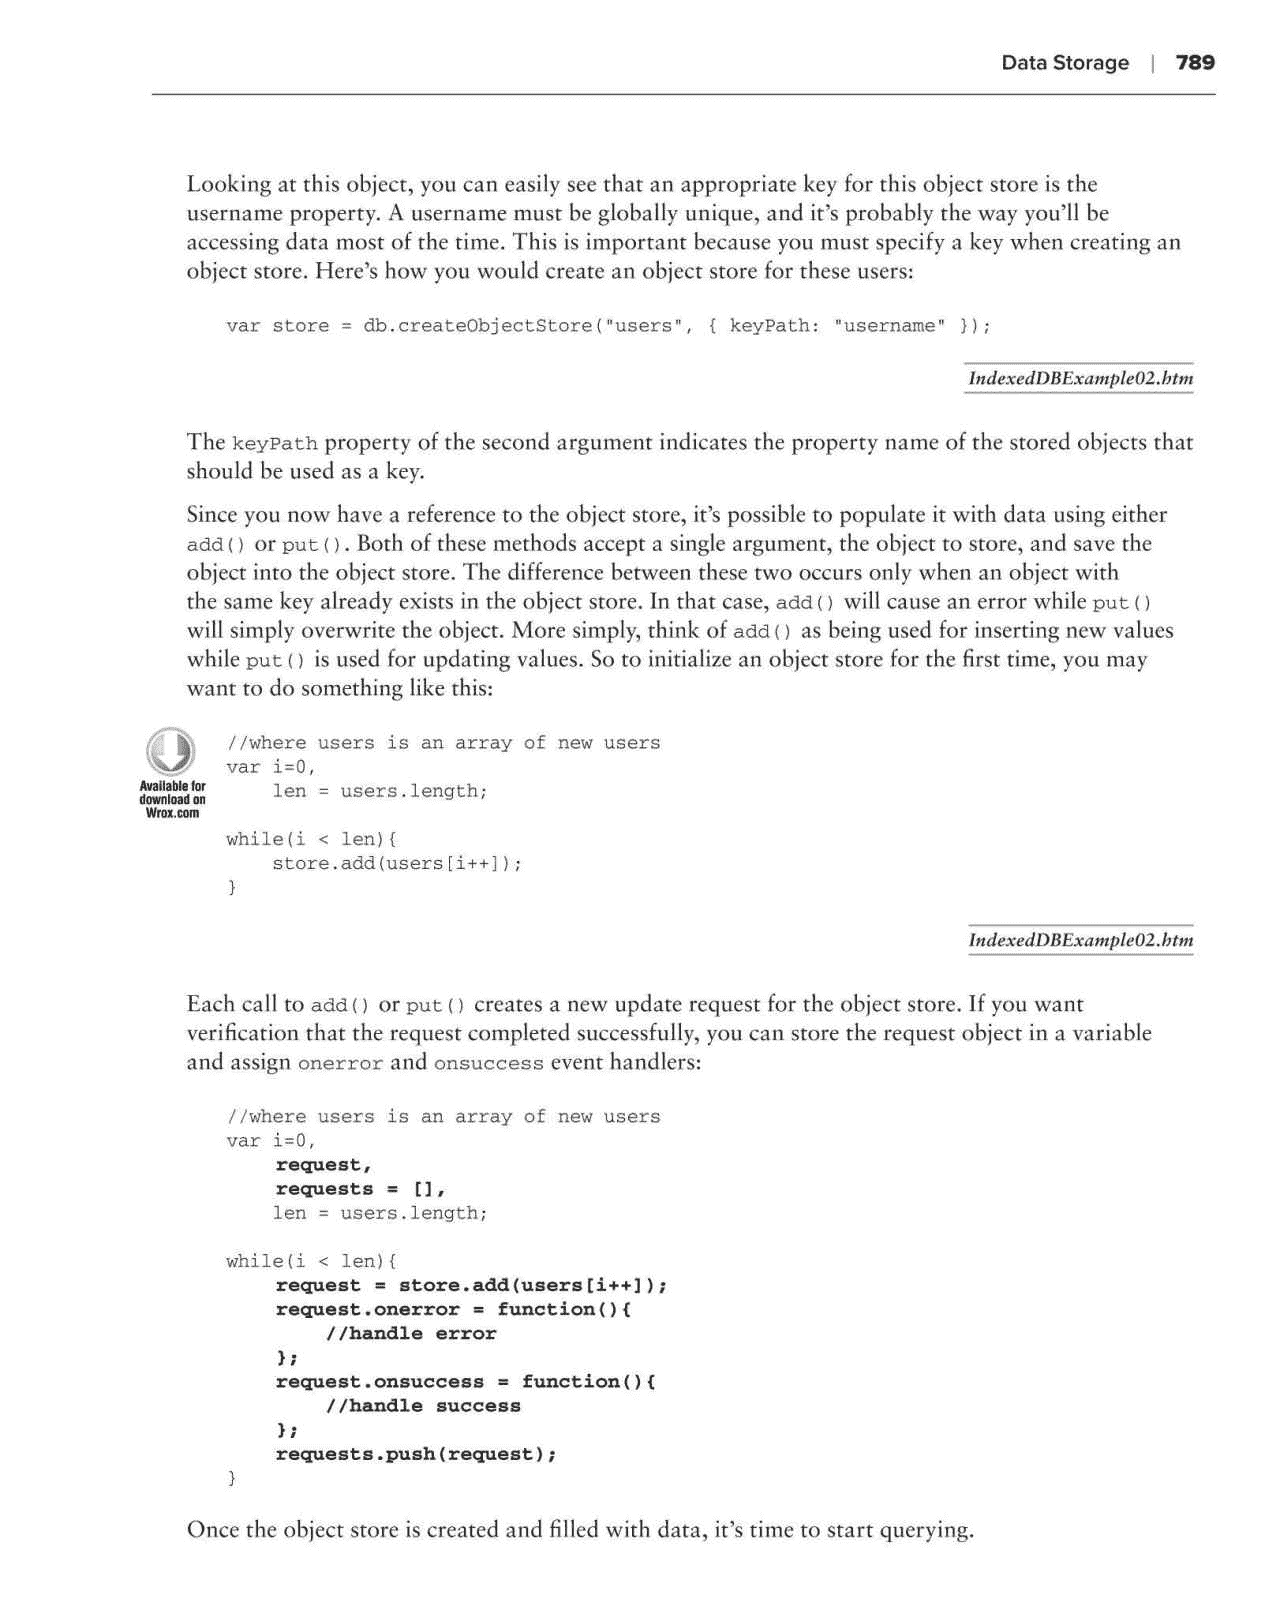 Data Storage | 789
Looking at this object, you can easily see that an appropriate key for this object store is the
username property. A username must be globally unique, and it's probably the way you'll be
accessing data most of the time. This is important because you must specify a key when creating an
object store. Here's how you would create an object store for these users:
var store = db.createObjectStore("users", { keyPath: "username" });
IndexedDBExample02.htm
The keyPath property of the second argument indicates the property name of the stored objects that
should be used as a key.
Since you now have a reference to the object store, it's possible to populate it with data using either
add() or put(). Both of these methods accept a single argument, the object to store, and save the
object into the object store. The difference between these two occurs only when an object with
the same key already exists in the object store. In that case, add() will cause an error while put()
will simply overwrite the object. More simply, think of add() as being used for inserting new values
while put() is used for updating values. So to initialize an object store for the first time, you may
want to do something like this:
Available for
download on
Wrox.com
//where users is an array of new users
var i=0,
    len = users.length;
while(i < len){
    store.add(users[i++]);
}
IndexedDBExample02.htm
Each call to add() or put() creates a new update request for the object store. If you want
verification that the request completed successfully, you can store the request object in a variable
and assign onerror and onsuccess event handlers:
//where users is an array of new users
var i=0,
    request,
    requests = [],
    len = users.length;
while(i < len){
    request = store.add(users[i++]);
    request.onerror = function(){
        //handle error
    };
    request.onsuccess = function(){
        //handle success
    };
    requests.push(request);
}
Once the object store is created and filled with data, it's time to start querying.